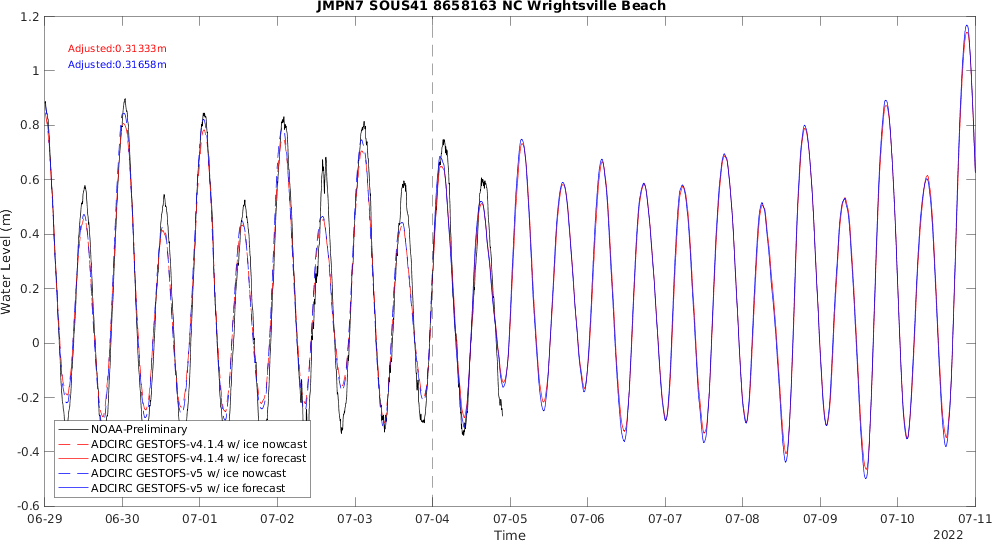 JMPN7 SOUS41 8658163 NC Wrightsville Beach
1.2
Adjusted:0.31333m
Adjusted:0.31658m
1
0.8
0.6
0.4
0.2
0
-0.2
-0.4
-0.6
Water Level (m)
NOAA-Preliminary
ADCIRC GESTOFS-v4.1.4 w/ ice nowcast
ADCIRC GESTOFS-v4.1.4 w/ ice forecast
ADCIRC GESTOFS-v5 w/ ice nowcast
ADCIRC GESTOFS-v5 w/ ice forecast
06-29 06-30 07-01 07-02 07-03 07-04 07-05 07-06 07-07 07-08 07-09 07-10 07-11
Time
2022